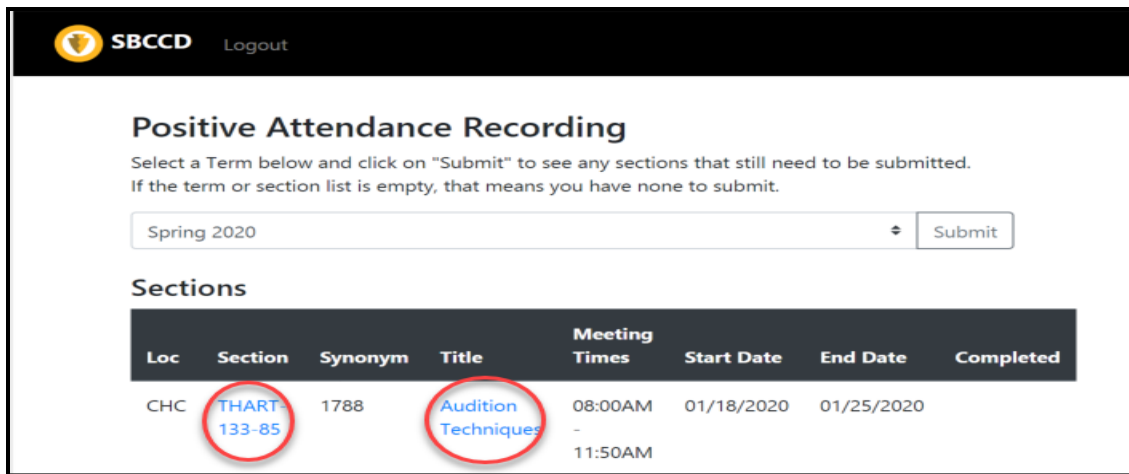 SBCCD Logout
Positive Attendance Recording
Select a Term below and click on "Submit" to see any sections that still need to be submitted.
If the term or section list is empty, that means you have none to submit.
Spring 2020 Submit
Sections
Loc Section Synonym Title Meeting Times Start Date End Date Completed
CHC THART-133-85 1788 Audition Techniques 08:00AM - 11:50AM 01/18/2020 01/25/2020